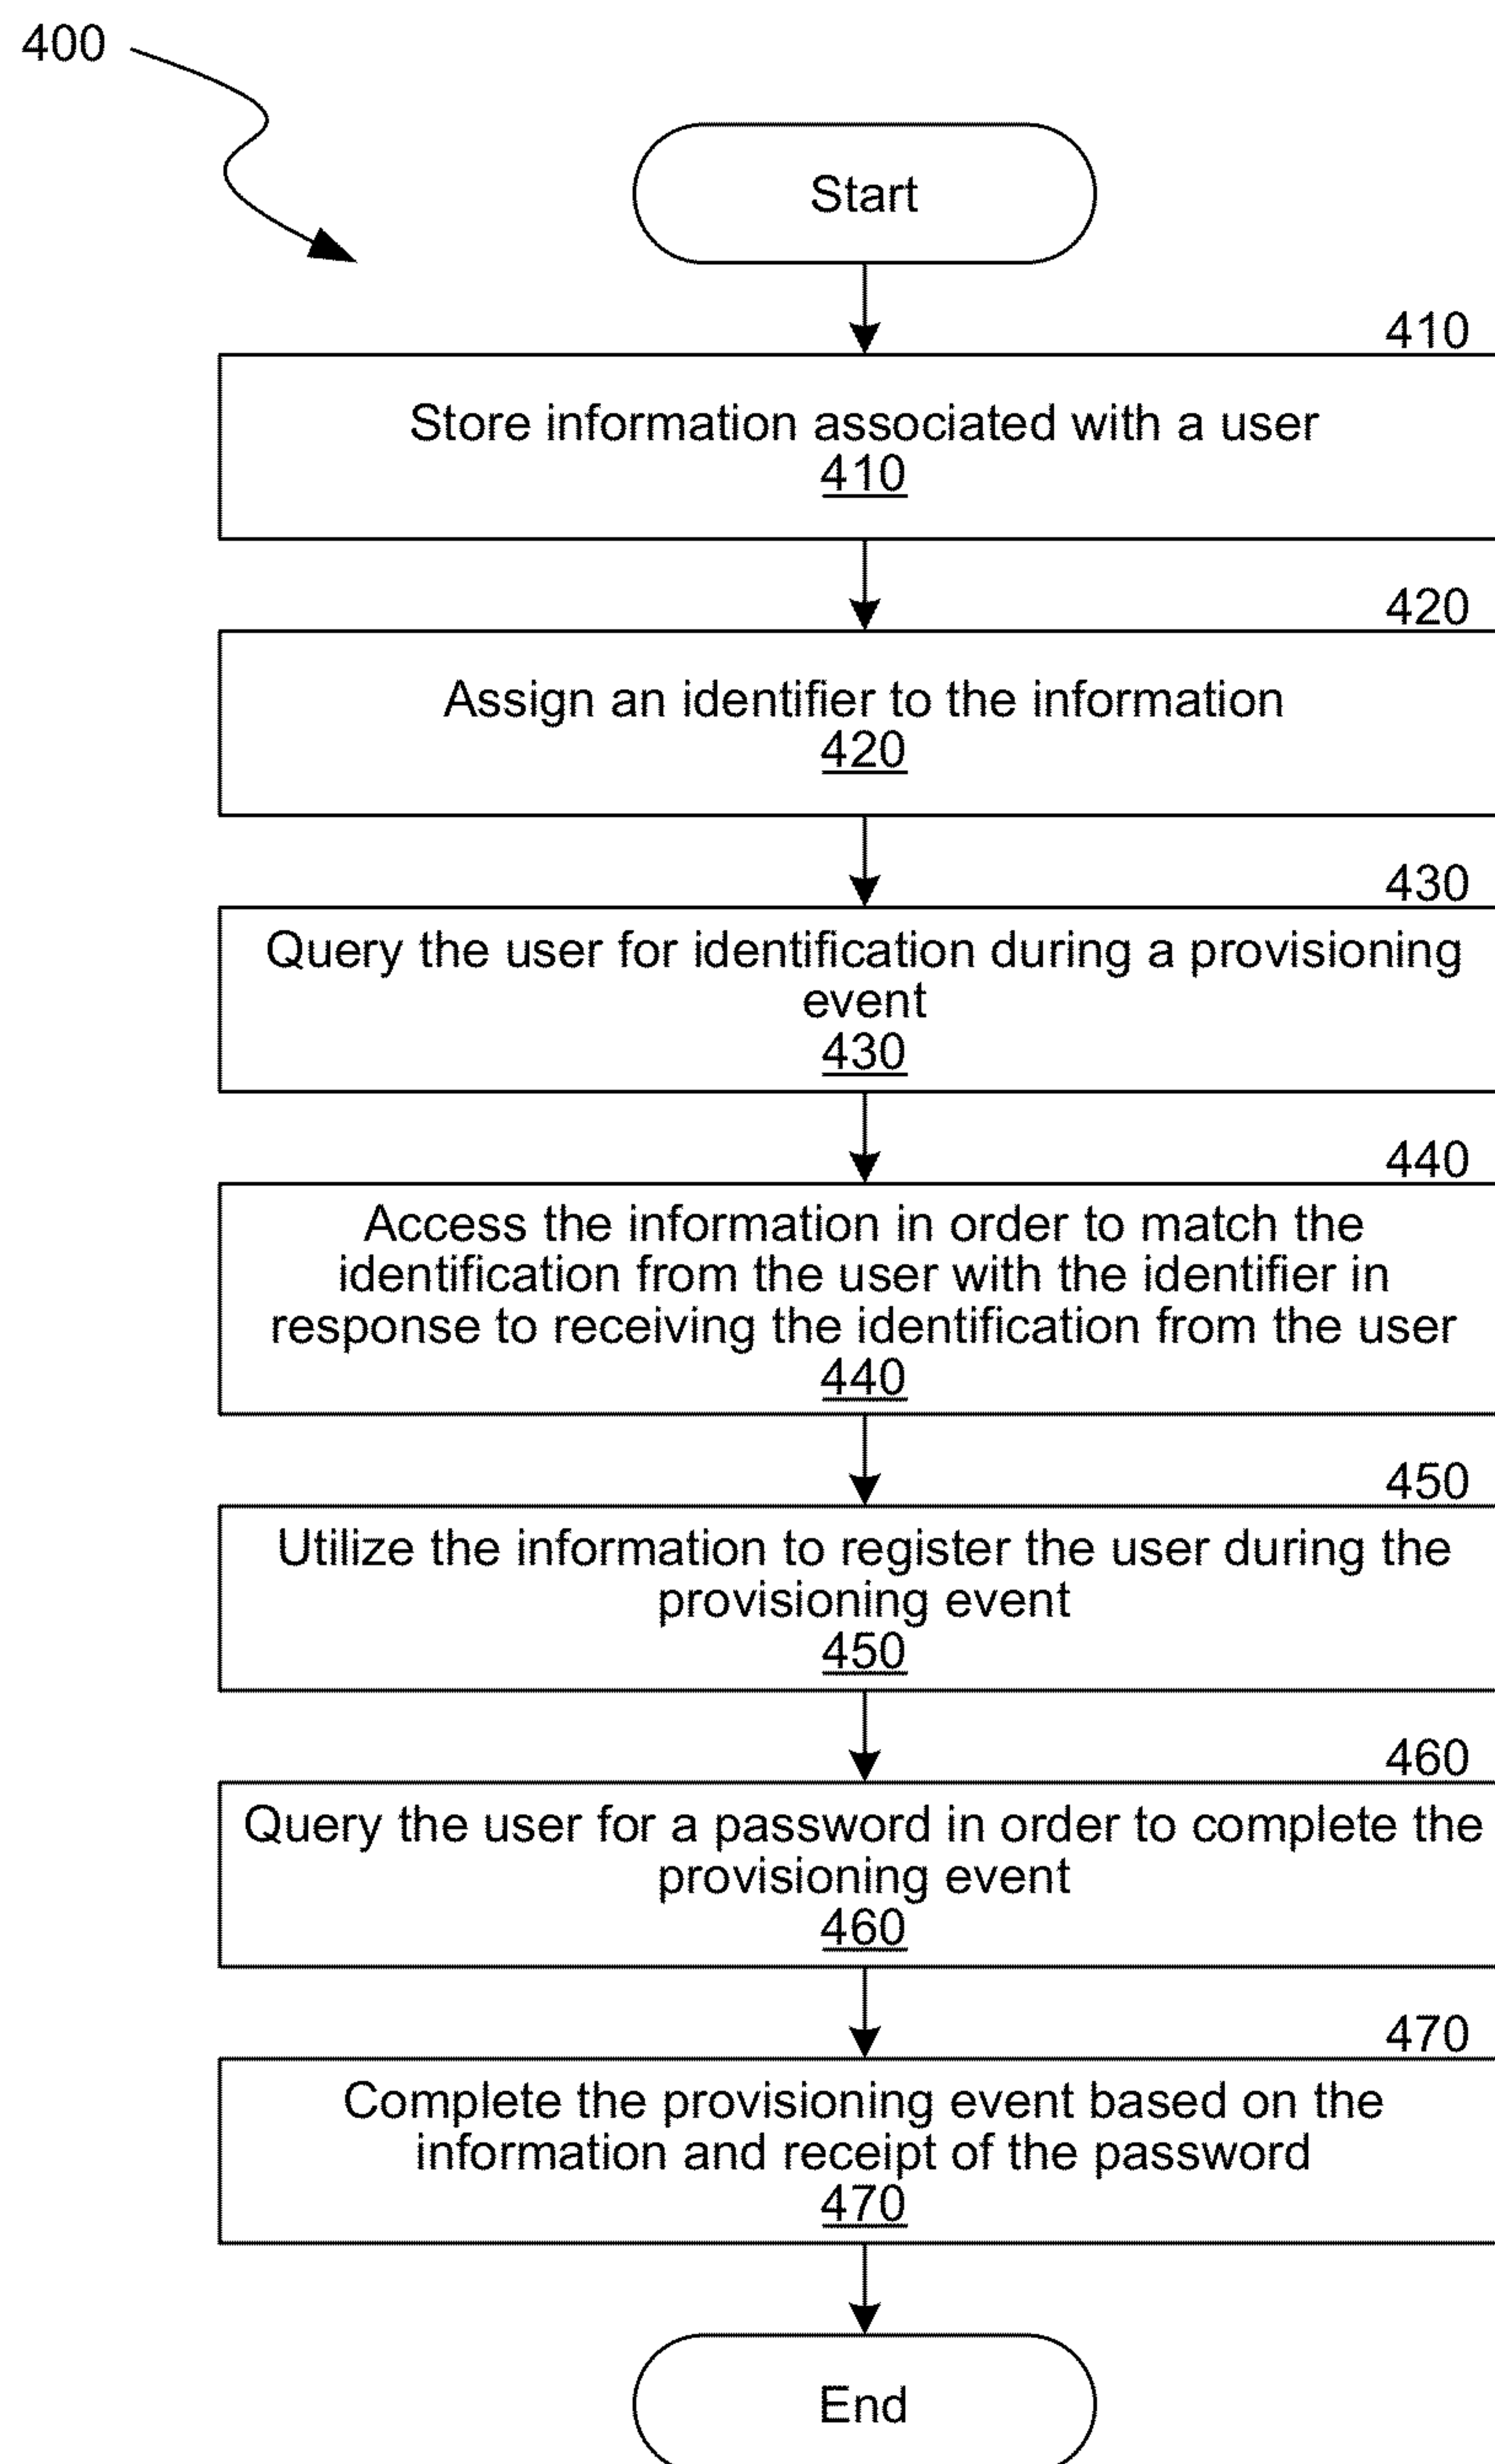 400
Start
410
Store information associated with a user
410
420
Assign an identifier to the information
420
430
Query the user for identification during a provisioning
event
430
440
Access the information in order to match the
identification from the user with the identifier in
response to receiving the identification from the user
440
450
Utilize the information to register the user during the
provisioning event
450
460
Query the user for a password in order to complete the
provisioning event
460
470
Complete the provisioning event based on the
information and receipt of the password
470
End